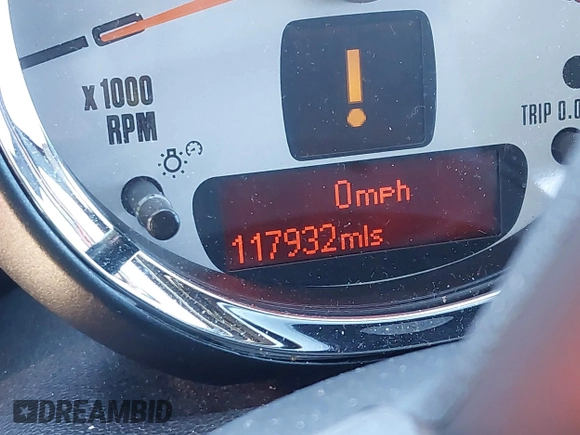 x 1000
RPM
!
TRIP 0.0
0mph
117932mls
DREAMBID